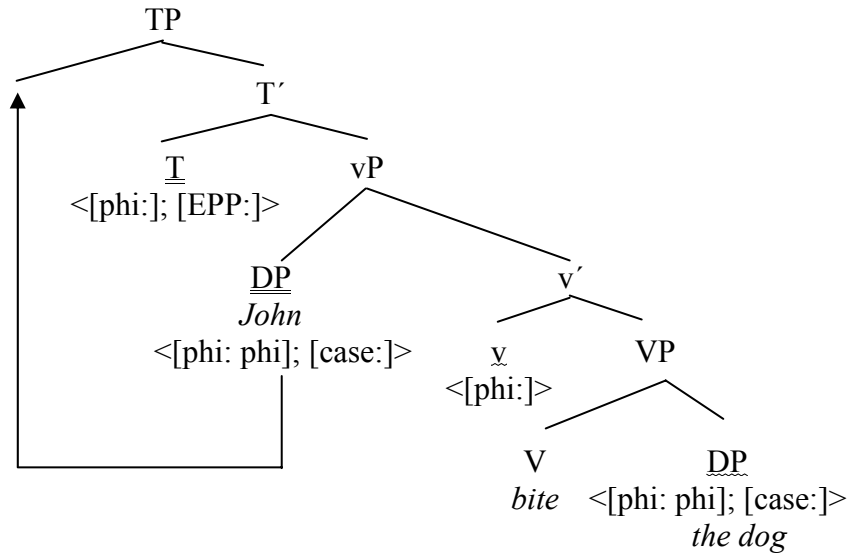 TP
T´
T vP
<[phi:]; [EPP:]>
DP v´
John
<[phi: phi]; [case:]> v VP
<[phi:]>
V DP
bite <[phi: phi]; [case:]>
the dog